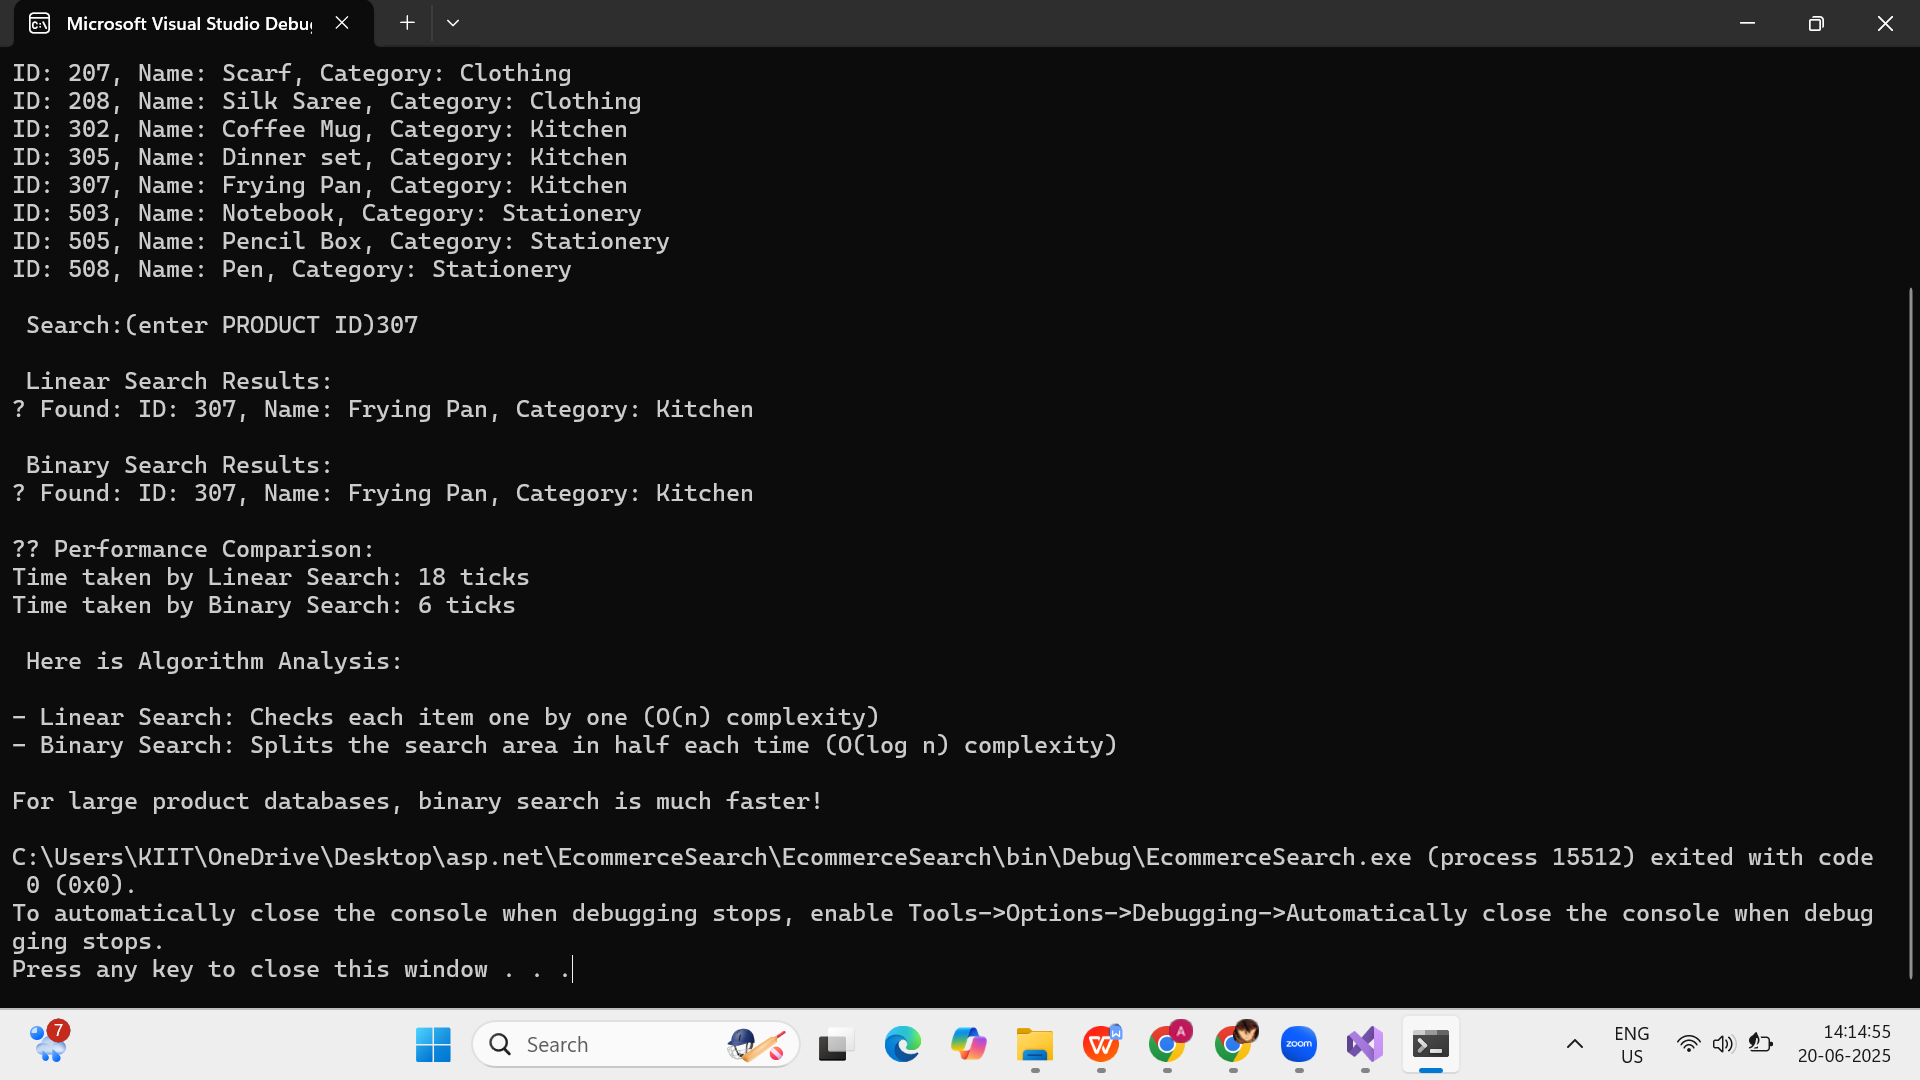 Microsoft Visual Studio Debug
ID: 207, Name: Scarf, Category: Clothing
ID: 208, Name: Silk Saree, Category: Clothing
ID: 302, Name: Coffee Mug, Category: Kitchen
ID: 305, Name: Dinner set, Category: Kitchen
ID: 307, Name: Frying Pan, Category: Kitchen
ID: 503, Name: Notebook, Category: Stationery
ID: 505, Name: Pencil Box, Category: Stationery
ID: 508, Name: Pen, Category: Stationery
Search:(enter PRODUCT ID)307
Linear Search Results:
? Found: ID: 307, Name: Frying Pan, Category: Kitchen
Binary Search Results:
? Found: ID: 307, Name: Frying Pan, Category: Kitchen
?? Performance Comparison:
Time taken by Linear Search: 18 ticks
Time taken by Binary Search: 6 ticks
Here is Algorithm Analysis:
- Linear Search: Checks each item one by one (O(n) complexity)
- Binary Search: Splits the search area in half each time (O(log n) complexity)
For large product databases, binary search is much faster!
C:\Users\KIIT\OneDrive\Desktop\asp.net\EcommerceSearch\EcommerceSearch\bin\Debug\EcommerceSearch.exe (process 15512) exited with code
0 (0x0).
To automatically close the console when debugging stops, enable Tools->Options->Debugging->Automatically close the console when debug
ging stops.
Press any key to close this window . . .
7
Search
W
A
zoom
ENG
US
14:14:55
20-06-2025